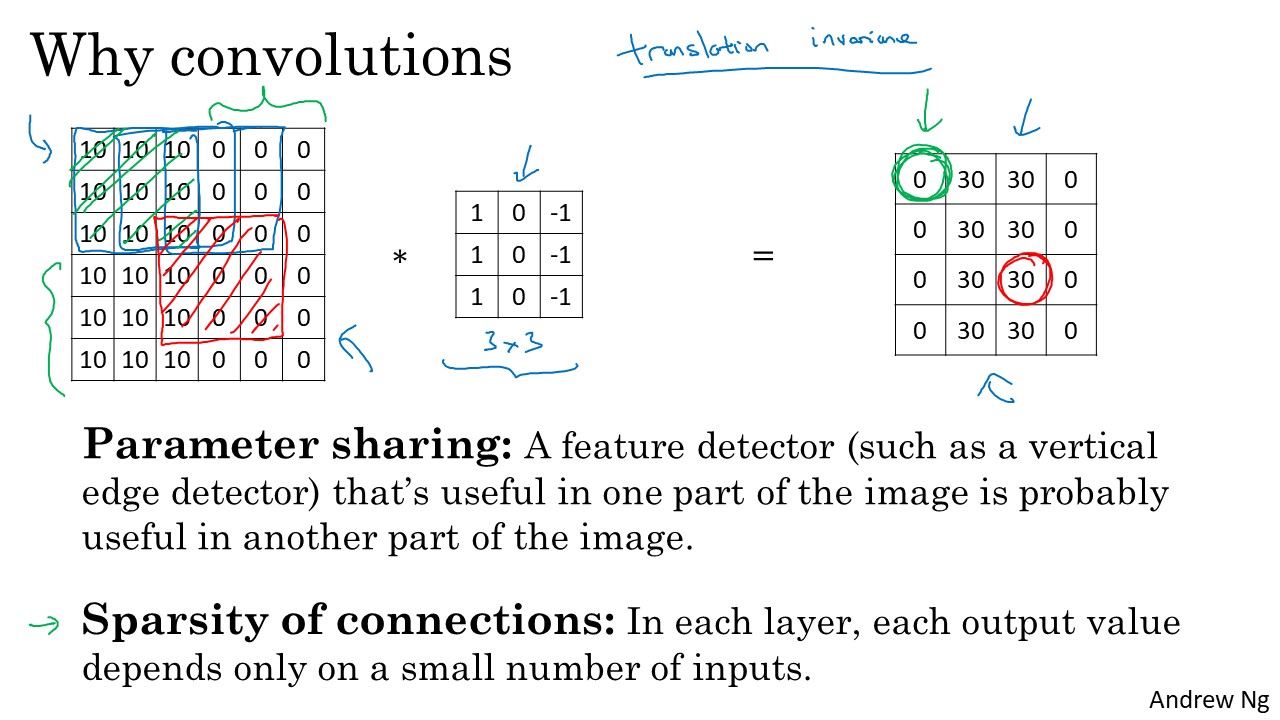 Why convolutions
translation invariance
10 10 10 0 0 0
10 10 10 0 0 0
10 10 10 0 0 0
10 10 10 0 0 0
10 10 10 0 0 0
10 10 10 0 0 0
*
1 0 -1
1 0 -1
1 0 -1
3x3
=
0 30 30 0
0 30 30 0
0 30 30 0
0 30 30 0
Parameter sharing: A feature detector (such as a vertical
edge detector) that’s useful in one part of the image is probably
useful in another part of the image.
→ Sparsity of connections: In each layer, each output value
depends only on a small number of inputs.
Andrew Ng